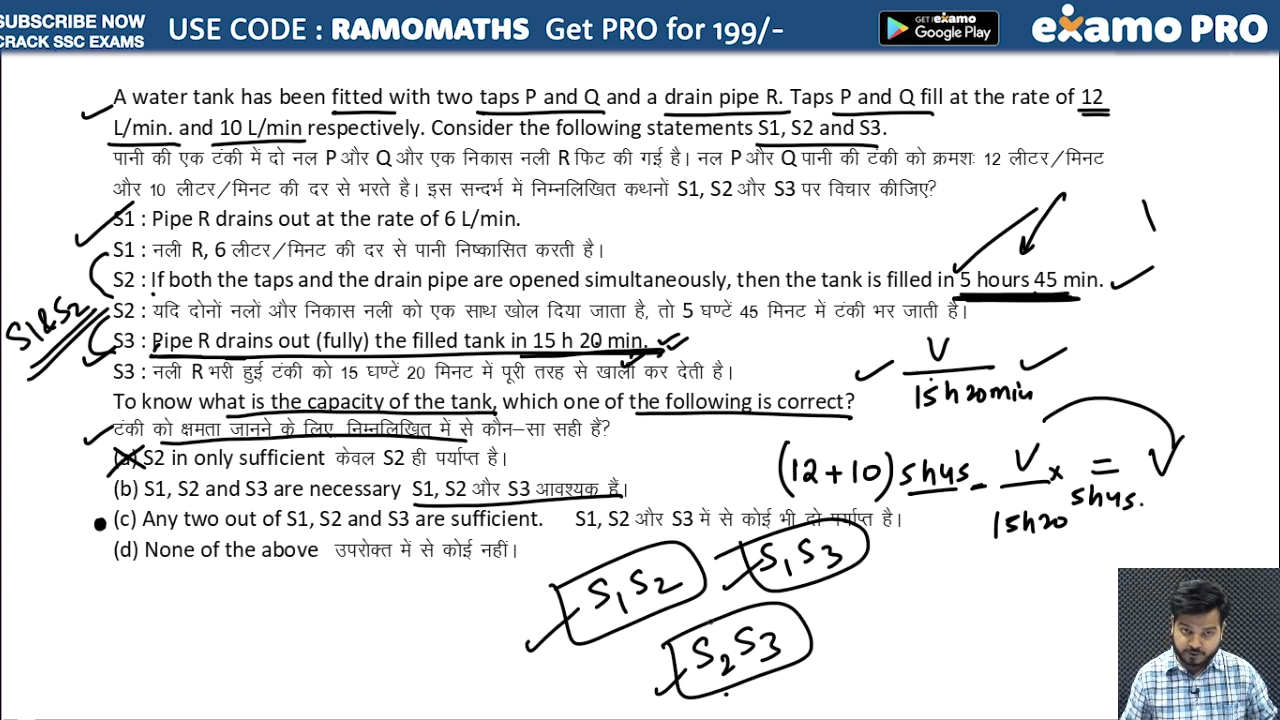 SUBSCRIBE NOW
CRACK SSC EXAMS
USE CODE : RAMOMATHS Get PRO for 199/-
GET it examo
Google Play
examo PRO
A water tank has been fitted with two taps P and Q and a drain pipe R. Taps P and Q fill at the rate of 12
L/min. and 10 L/min respectively. Consider the following statements S1, S2 and S3.
पानी की एक टंकी में दो नल P और Q और एक निकास नली R फिट की गई है। नल P और Q पानी की टंकी को क्रमशः 12 लीटर/मिनट
और 10 लीटर/मिनट की दर से भरते है। इस सन्दर्भ में निम्नलिखित कथनों S1, S2 और S3 पर विचार कीजिए?
S1 : Pipe R drains out at the rate of 6 L/min.
S1 : नली R, 6 लीटर/मिनट की दर से पानी निष्कासित करती है।
S2 : If both the taps and the drain pipe are opened simultaneously, then the tank is filled in 5 hours 45 min.
S2 : यदि दोनों नलों और निकास नली को एक साथ खोल दिया जाता है, तो 5 घण्टें 45 मिनट में टंकी भर जाती है।
S1 & S2
S3 : Pipe R drains out (fully) the filled tank in 15 h 20 min.
S3 : नली R भरी हुई टंकी को 15 घण्टें 20 मिनट में पूरी तरह से खाली कर देती है।
V
15h 20min
To know what is the capacity of the tank, which one of the following is correct?
टंकी को क्षमता जानने के लिए निम्नलिखित में से कौन–सा सही हैं?
(a) S2 in only sufficient केवल S2 ही पर्याप्त है।
(12+10) 5h45 - V × = V
15h20 5h45.
(b) S1, S2 and S3 are necessary S1, S2 और S3 आवश्यक हैं।
(c) Any two out of S1, S2 and S3 are sufficient. S1, S2 और S3 में से कोई भी दो पर्याप्त है।
(d) None of the above उपरोक्त में से कोई नहीं।
S1S2
S1S3
S2S3